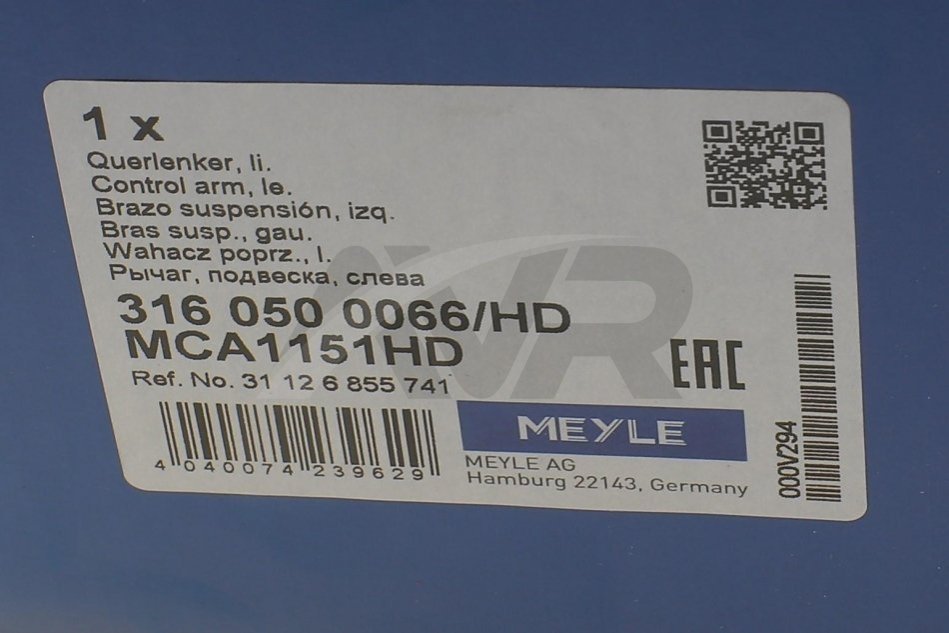 1 x
Querlenker, li.
Control arm, le.
Brazo suspensión, izq.
Bras susp., gau.
Wahacz poprz., l.
Рычаг, подвеска, слева
316 050 0066/HD
MCA1151HD
Ref. No. 31 12 6 855 741
EAC
4 040074 239629
MEYLE
MEYLE AG
Hamburg 22143, Germany
000V294